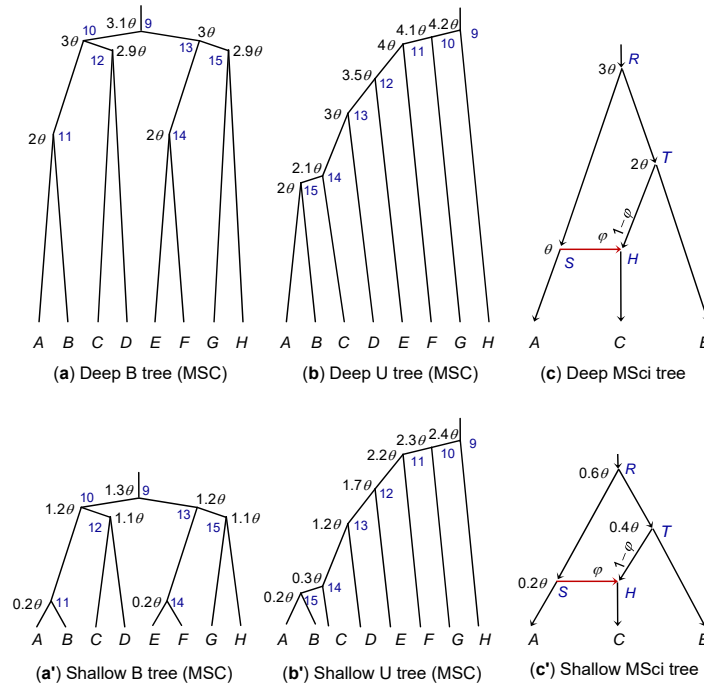 3.1θ 9
10 3θ 13 3θ
12 2.9θ 15 2.9θ
2θ 11 2θ 14
A B C D E F G H
(a) Deep B tree (MSC)
4.1θ 4.2θ 9
4θ 11 10
3.5θ 12
3θ 13
2.1θ 14
2θ 15
A B C D E F G H
(b) Deep U tree (MSC)
R
3θ
2θ T
φ 1−φ
θ S H
A C B
(c) Deep MSci tree
1.3θ 9
10 1.2θ 13 1.2θ
12 1.1θ 15 1.1θ
0.2θ 11 0.2θ 14
A B C D E F G H
(a') Shallow B tree (MSC)
2.3θ 2.4θ 9
2.2θ 11 10
1.7θ 12
1.2θ 13
0.3θ 14
0.2θ 15
A B C D E F G H
(b') Shallow U tree (MSC)
R
0.6θ
0.4θ T
φ 1−φ
0.2θ S H
A C B
(c') Shallow MSci tree